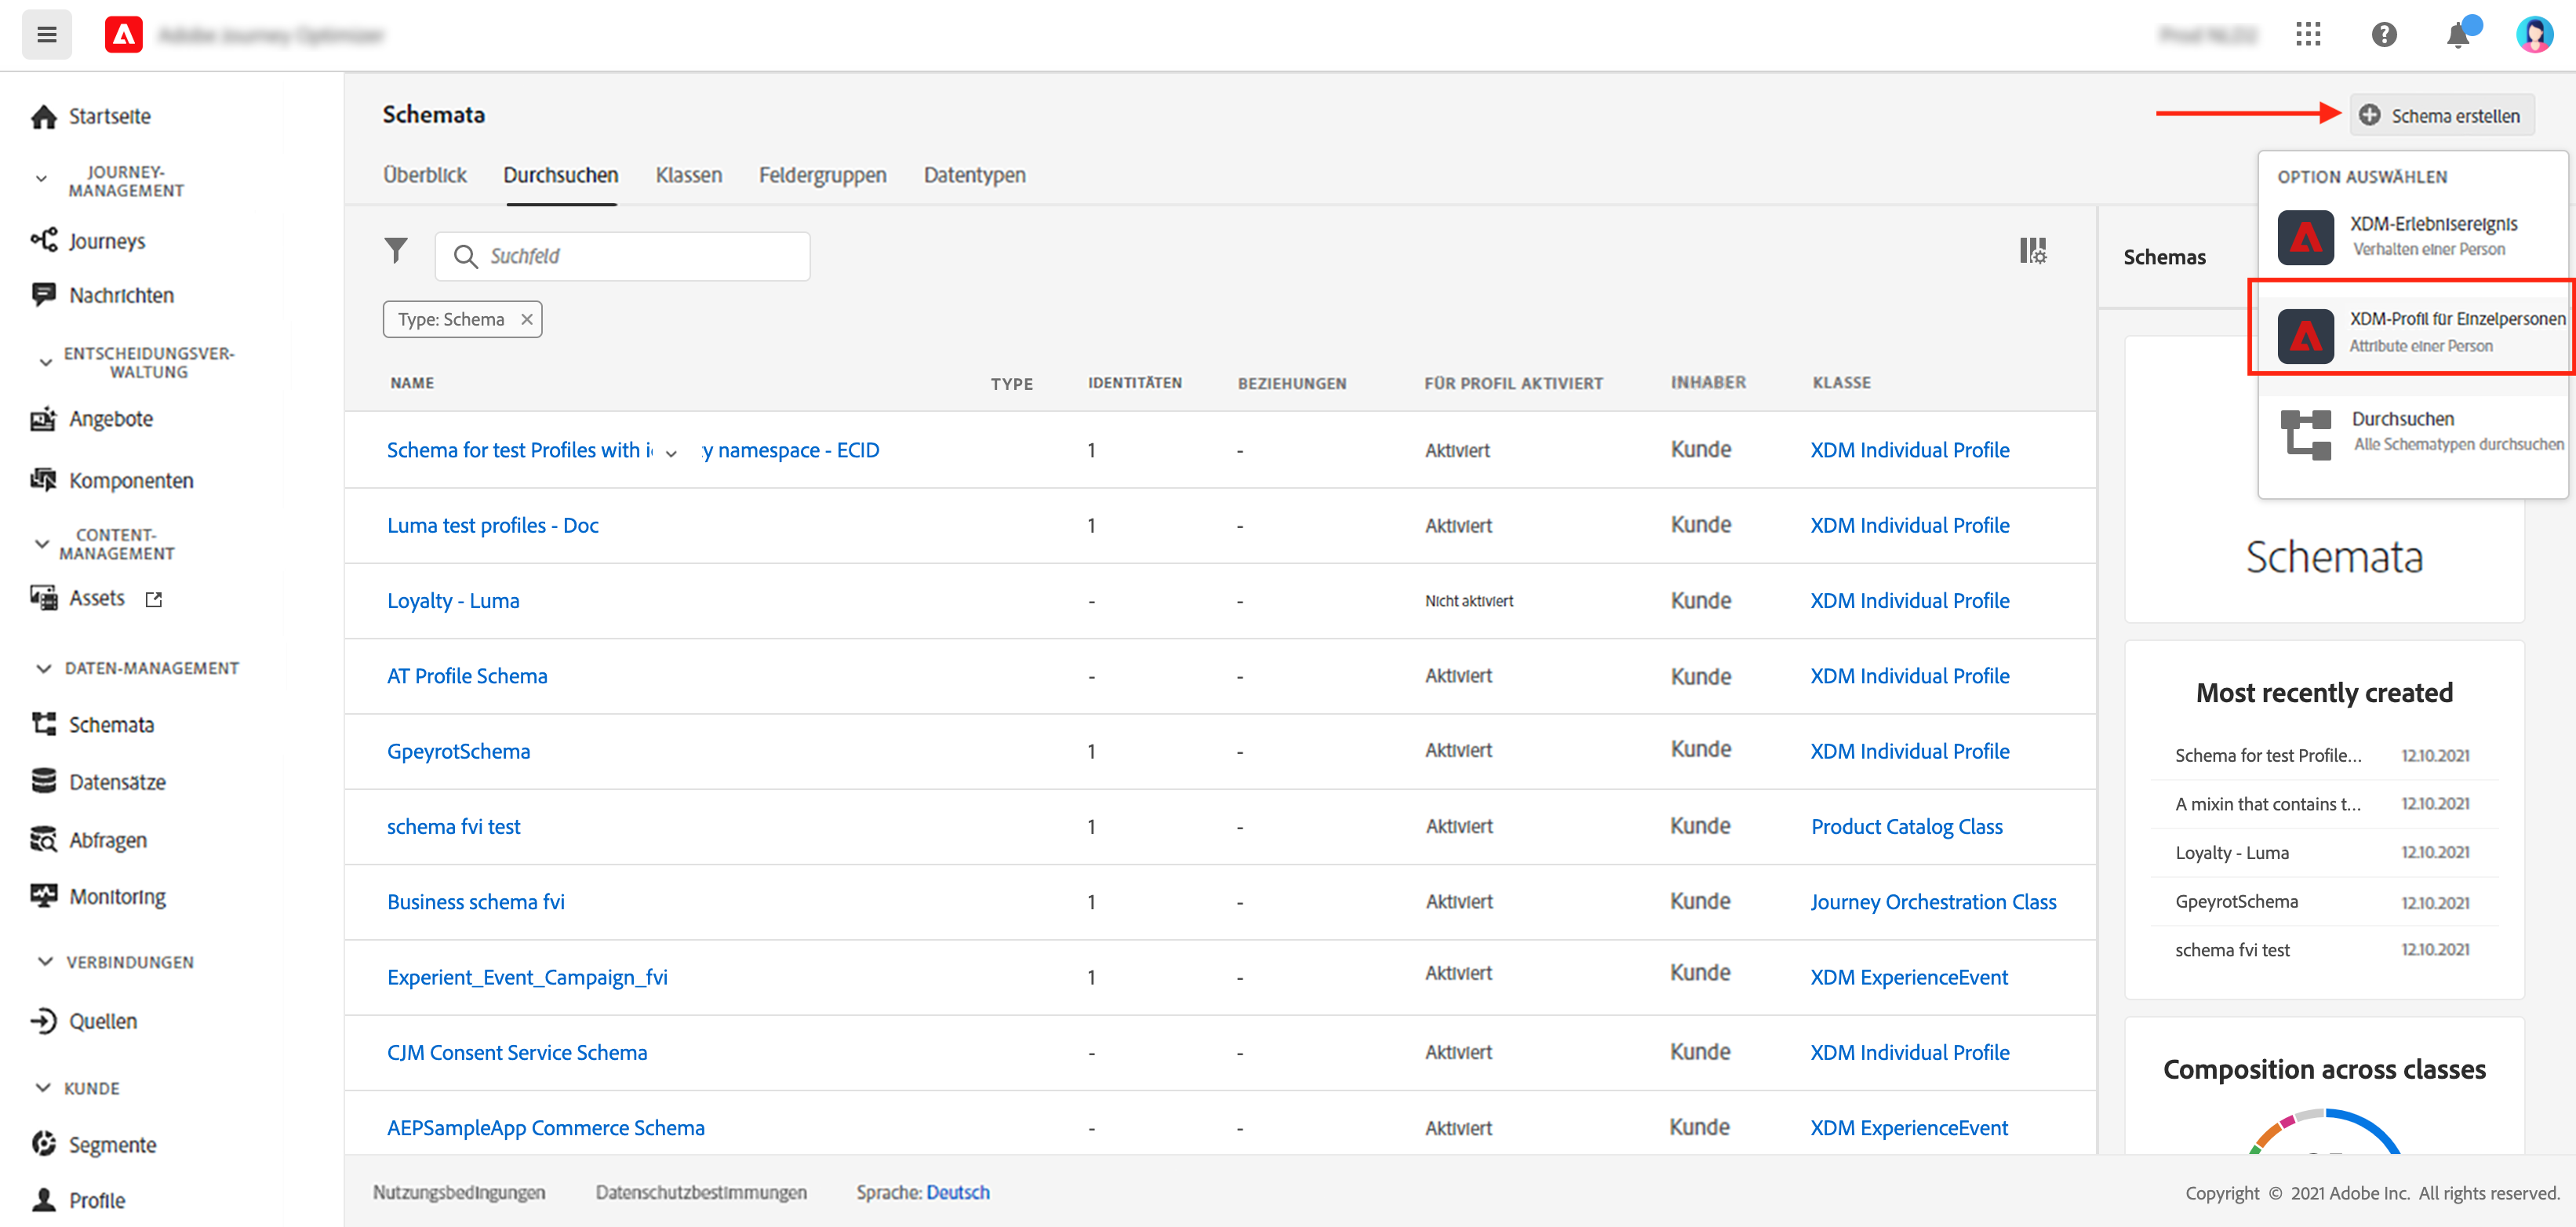 Adobe Journey Optimizer
Startseite
JOURNEY-
MANAGEMENT
Journeys
Nachrichten
ENTSCHEIDUNGSVER-
WALTUNG
Angebote
Komponenten
CONTENT-
MANAGEMENT
Assets
DATEN-MANAGEMENT
Schemata
Datensätze
Abfragen
Monitoring
VERBINDUNGEN
Quellen
KUNDE
Segmente
Profile
Schemata
Schema erstellen
Überblick Durchsuchen Klassen Feldergruppen Datentypen
Suchfeld
Type: Schema
NAME TYPE IDENTITÄTEN BEZIEHUNGEN FÜR PROFIL AKTIVIERT INHABER KLASSE
Schema for test Profiles with y namespace - ECID 1 - Aktiviert Kunde XDM Individual Profile
Luma test profiles - Doc 1 - Aktiviert Kunde XDM Individual Profile
Loyalty - Luma - - Nicht aktiviert Kunde XDM Individual Profile
AT Profile Schema - - Aktiviert Kunde XDM Individual Profile
GpeyrotSchema 1 - Aktiviert Kunde XDM Individual Profile
schema fvi test 1 - Aktiviert Kunde Product Catalog Class
Business schema fvi 1 - Aktiviert Kunde Journey Orchestration Class
Experient_Event_Campaign_fvi 1 - Aktiviert Kunde XDM ExperienceEvent
CJM Consent Service Schema - - Aktiviert Kunde XDM Individual Profile
AEPSampleApp Commerce Schema - - Aktiviert Kunde XDM ExperienceEvent
OPTION AUSWÄHLEN
XDM-Erlebnisereignis
Verhalten einer Person
XDM-Profil für Einzelpersonen
Attribute einer Person
Durchsuchen
Alle Schematypen durchsuchen
Schemas
Schemata
Most recently created
Schema for test Profile... 12.10.2021
A mixin that contains t... 12.10.2021
Loyalty - Luma 12.10.2021
GpeyrotSchema 12.10.2021
schema fvi test 12.10.2021
Composition across classes
Nutzungsbedingungen Datenschutzbestimmungen Sprache: Deutsch
Copyright © 2021 Adobe Inc. All rights reserved.